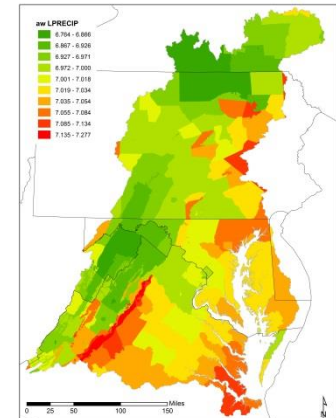 aw LPRECIP
6.764 - 6.866
6.867 - 6.926
6.927 - 6.971
6.972 - 7.000
7.001 - 7.018
7.019 - 7.034
7.035 - 7.054
7.055 - 7.084
7.085 - 7.134
7.135 - 7.277
0 25 50 100 150 Miles
N